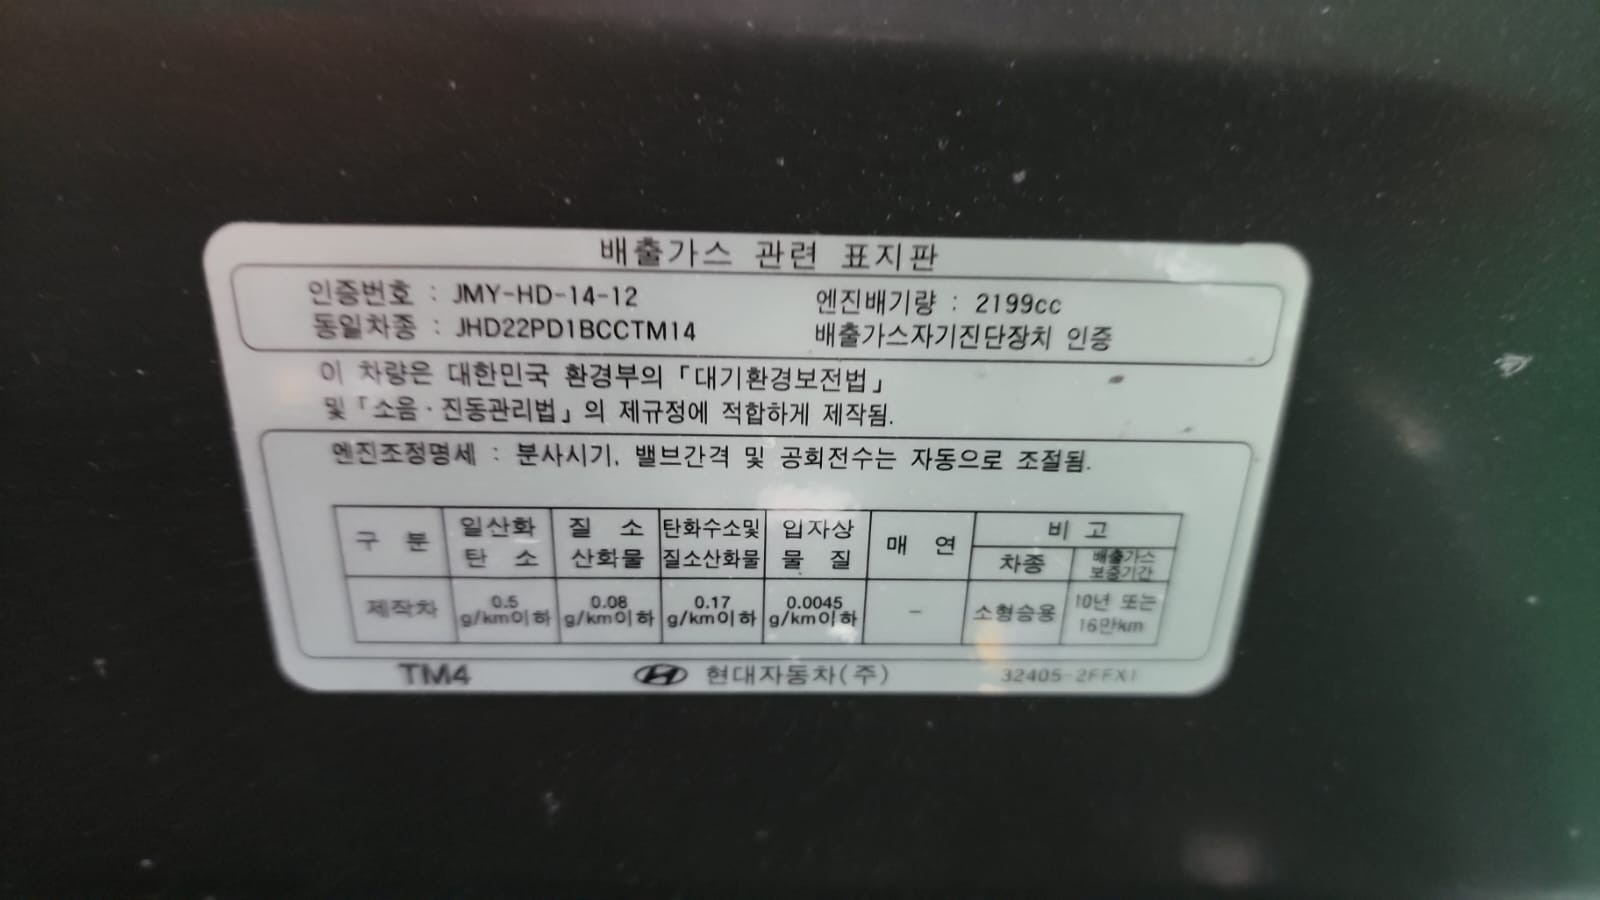 배출가스 관련 표지판
인증번호 : JMY-HD-14-12
엔진배기량 : 2199cc
동일차종 : JHD22PD1BCCTM14
배출가스자기진단장치 인증
이 차량은 대한민국 환경부의 「대기환경보전법」
및 「소음·진동관리법」의 제규정에 적합하게 제작됨.
엔진조정명세 : 분사시기, 밸브간격 및 공회전수는 자동으로 조절됨.
구 분 일산화 탄 소 질 소 산화물 탄화수소및 질소산화물 입자상 물 질 매 연 비 고
차종 배출가스 보증기간
제작차 0.5 g/km이하 0.08 g/km이하 0.17 g/km이하 0.0045 g/km이하 - 소형승용 10년 또는 16만km
TM4 현대자동차(주) 32405-2FFX1